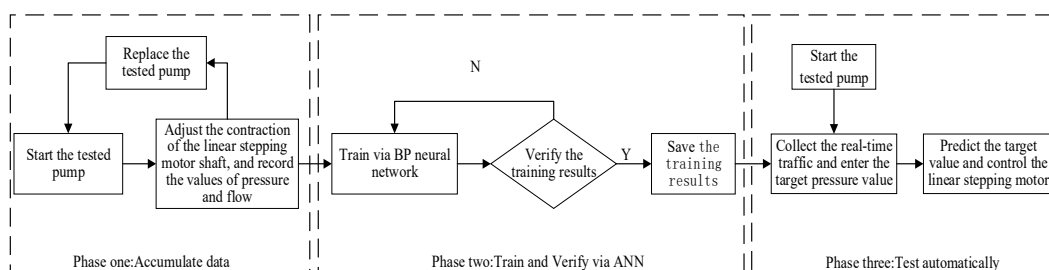 Replace the
tested pump
Start the tested
pump
Adjust the contraction
of the linear stepping
motor shaft, and record
the values of pressure
and flow
Phase one:Accumulate data
N
Train via BP neural
network
Verify the
training results
Y
Save the
training
results
Phase two:Train and Verify via ANN
Start the
tested pump
Collect the real-time
traffic and enter the
target pressure value
Predict the target
value and control the
linear stepping motor
Phase three:Test automatically